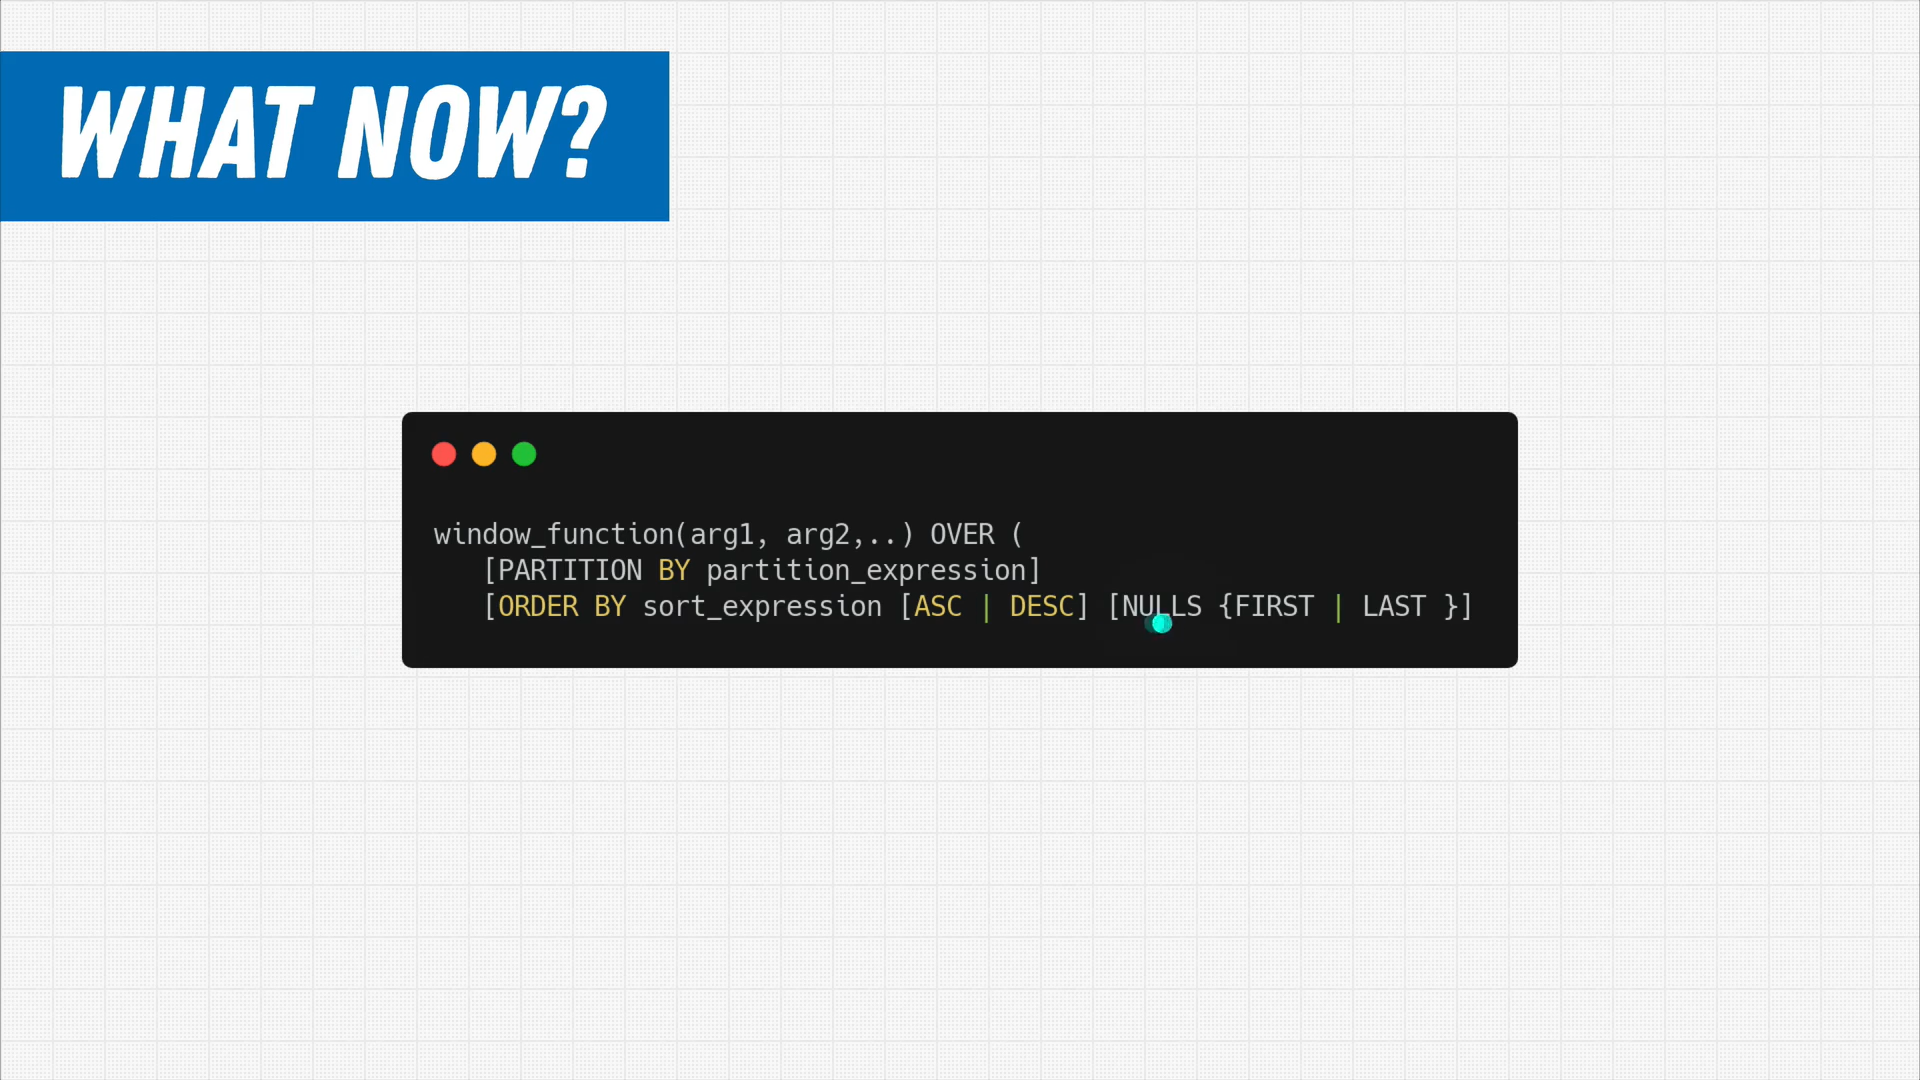 WHAT NOW?
window_function(arg1, arg2,..) OVER (
[PARTITION BY partition_expression]
[ORDER BY sort_expression [ASC | DESC] [NULLS {FIRST | LAST }]